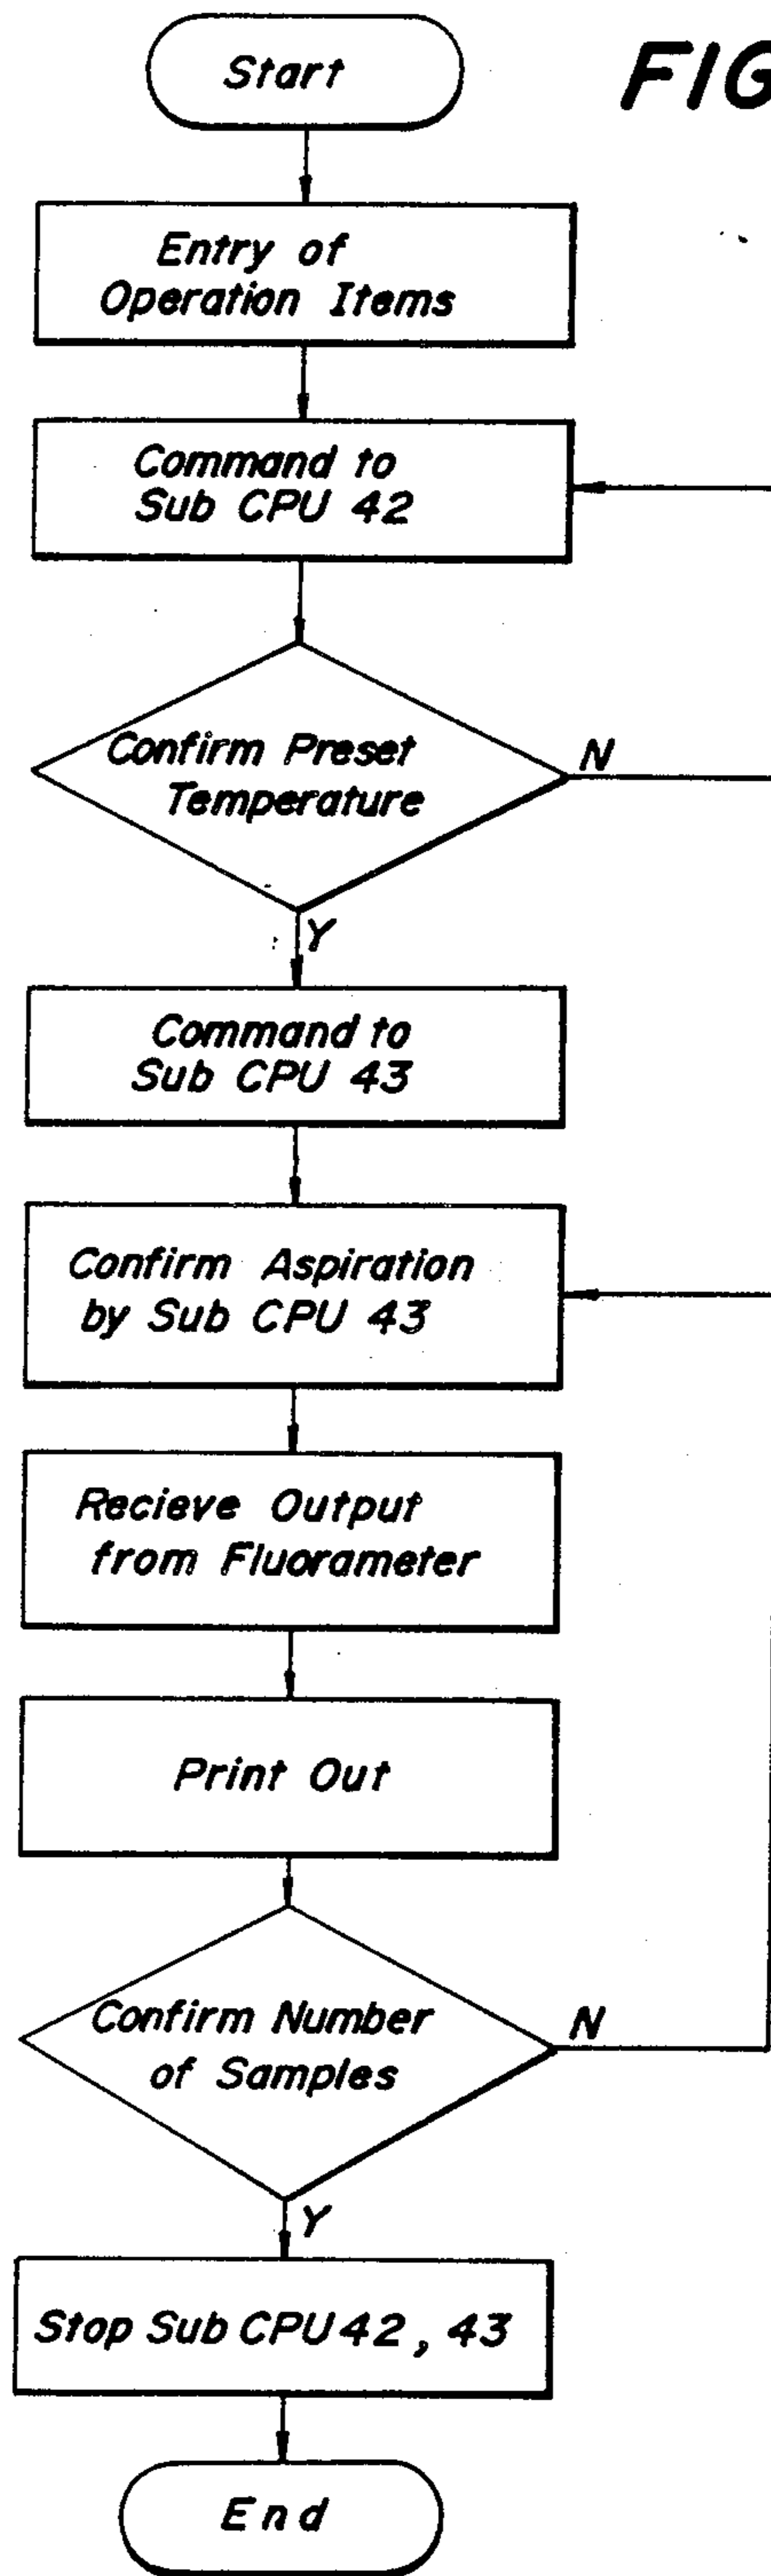 Start
FIG
Entry of
Operation Items
Command to
Sub CPU 42
Confirm Preset
Temperature
N
Y
Command to
Sub CPU 43
Confirm Aspiration
by Sub CPU 43
Recieve Output
from Fluorameter
Print Out
Confirm Number
of Samples
N
Y
Stop Sub CPU 42, 43
End